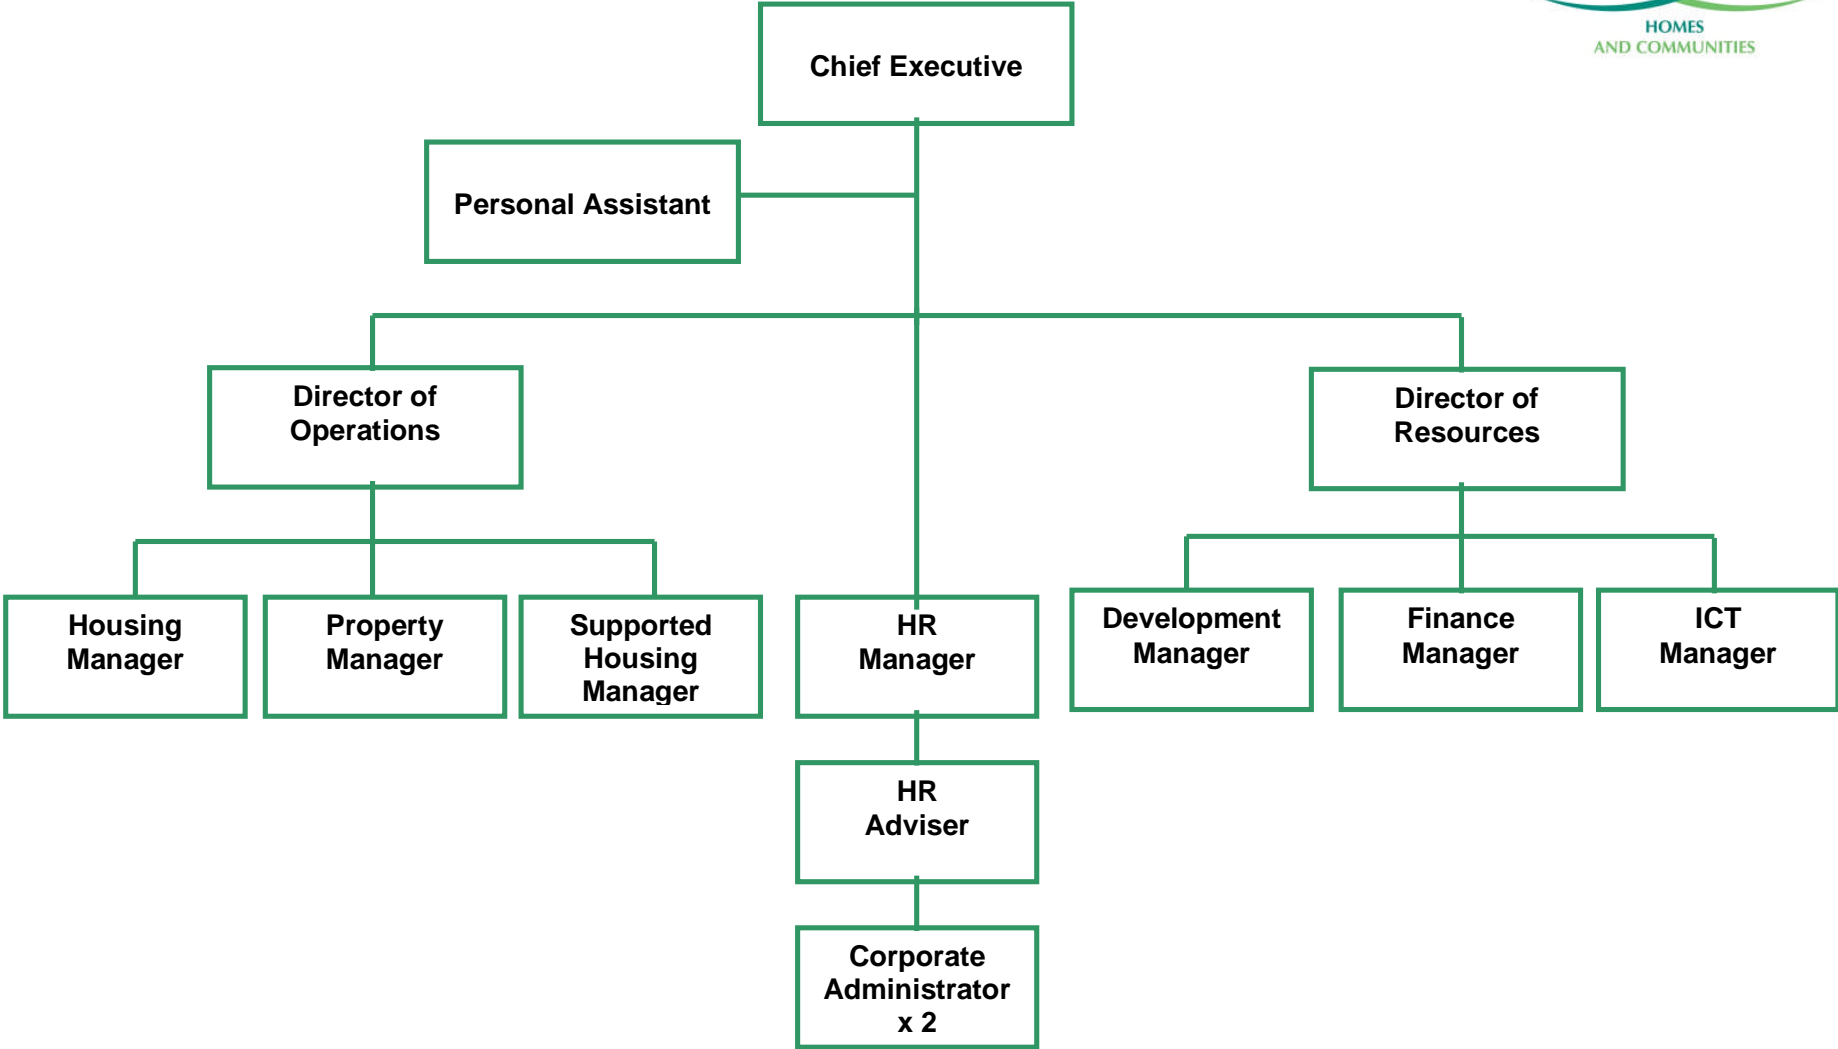 HOMES
AND COMMUNITIES
Chief Executive
Personal Assistant
Director of
Operations
Director of
Resources
Housing
Manager
Property
Manager
Supported
Housing
Manager
HR
Manager
Development
Manager
Finance
Manager
ICT
Manager
HR
Adviser
Corporate
Administrator
x 2